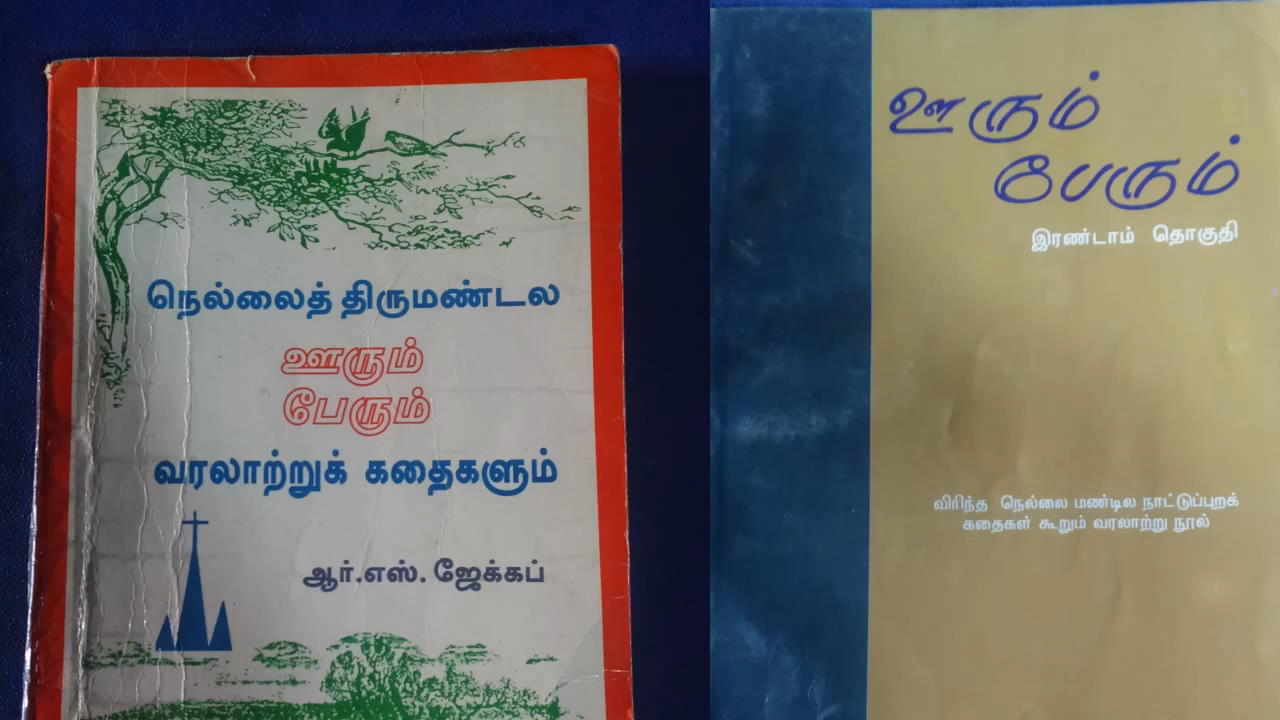 நெல்லைத் திருமண்டல
ஊரும்
பேரும்
வரலாற்றுக் கதைகளும்
ஆர்.எஸ். ஜேக்கப்
ஊரும்
பேரும்
இரண்டாம் தொகுதி
விரிந்த நெல்லை மண்டில நாட்டுப்புறக்
கதைகள் கூறும் வரலாற்று நூல்